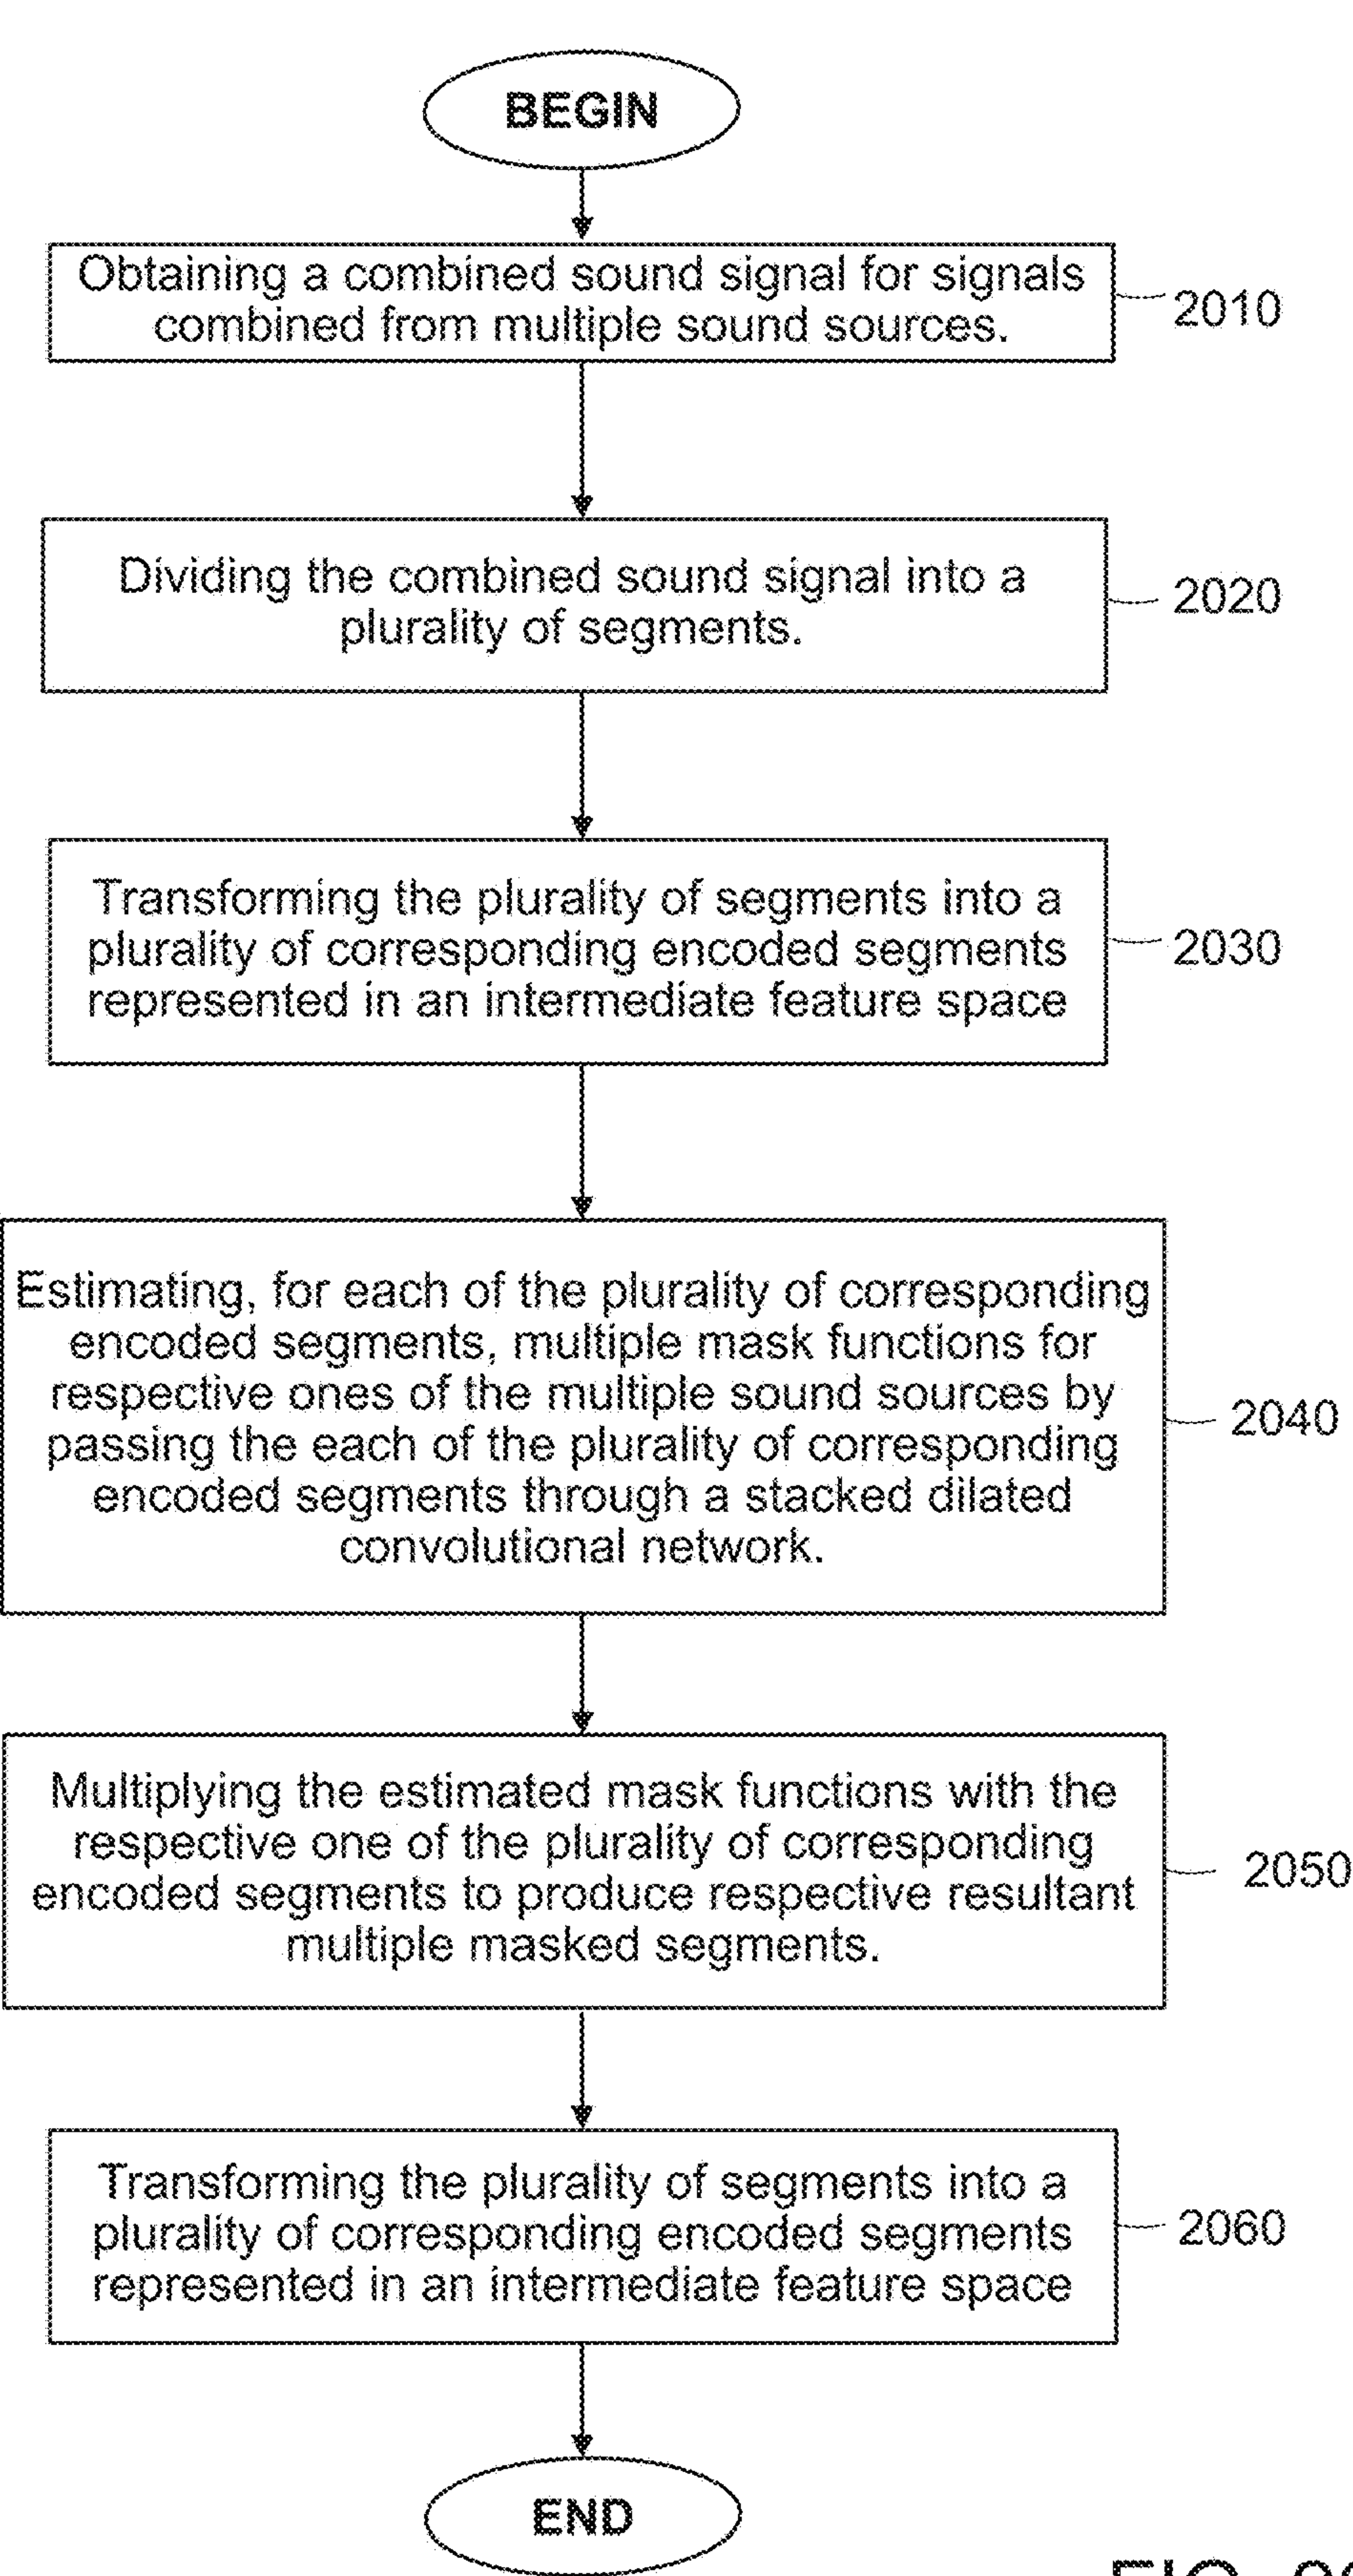 BEGIN
Obtaining a combined sound signal for signals
combined from multiple sound sources.
2010
Dividing the combined sound signal into a
plurality of segments.
2020
Transforming the plurality of segments into a
plurality of corresponding encoded segments
represented in an intermediate feature space
2030
Estimating, for each of the plurality of corresponding
encoded segments, multiple mask functions for
respective ones of the multiple sound sources by
passing the each of the plurality of corresponding
encoded segments through a stacked dilated
convolutional network.
2040
Multiplying the estimated mask functions with the
respective one of the plurality of corresponding
encoded segments to produce respective resultant
multiple masked segments.
2050
Transforming the plurality of segments into a
plurality of corresponding encoded segments
represented in an intermediate feature space
2060
END
FIG.